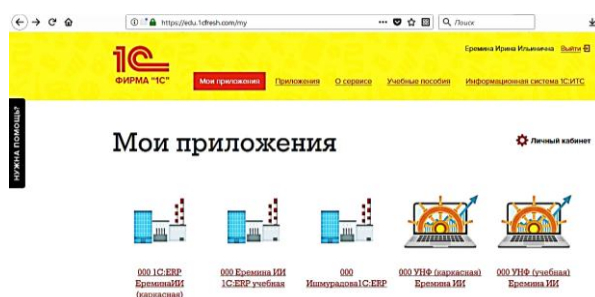 https://edu.1cfresh.com/my
Поиск
Еремина Ирина Ильинична Выйти
1С
ФИРМА "1С"
Мои приложения Приложения О сервисе Учебные пособия Информационная система 1С:ИТС
НУЖНА ПОМОЩЬ?
Мои приложения
Личный кабинет
000 1С:ERP
ЕреминаИИ
(каркасная)
000 Еремина ИИ
1С:ERP учебная
000
Ишмурадова1С:ERP
000 УНФ (каркасная)
Еремина ИИ
000 УНФ (учебная)
Еремина ИИ